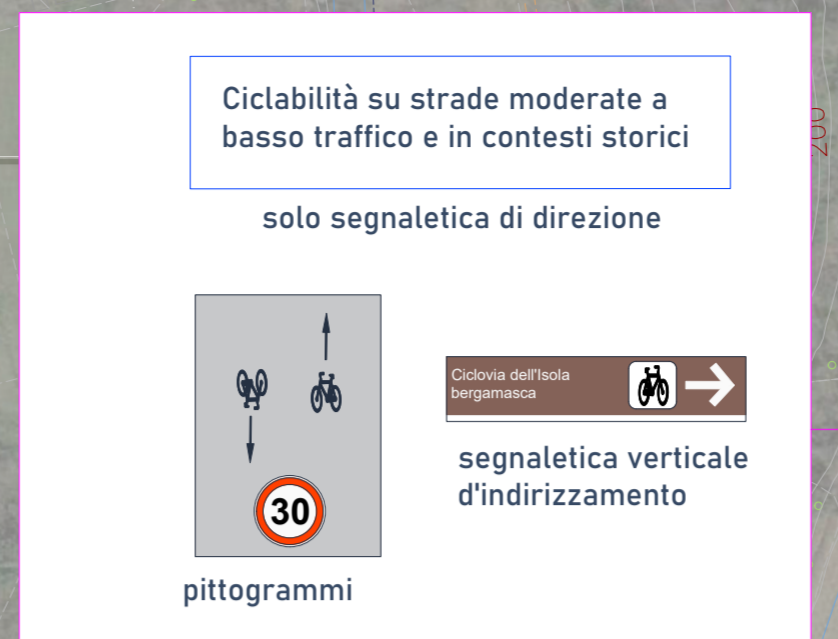 Ciclabilità su strade moderate a
basso traffico e in contesti storici
solo segnaletica di direzione
200
Ciclovia dell'Isola
bergamasca
30
segnaletica verticale
d'indirizzamento
pittogrammi